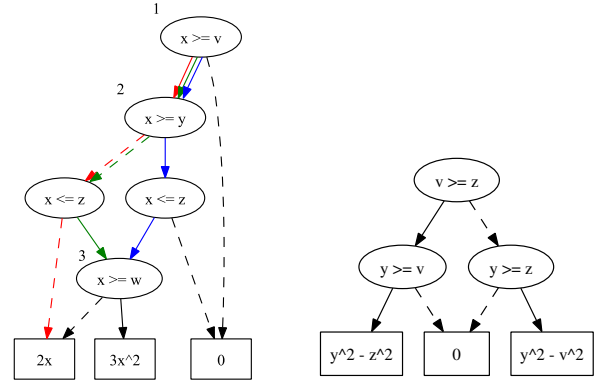 1
x >= v
2
x >= y
x <= z
x <= z
3
x >= w
2x
3x^2
0
v >= z
y >= v
y >= z
y^2 - z^2
0
y^2 - v^2